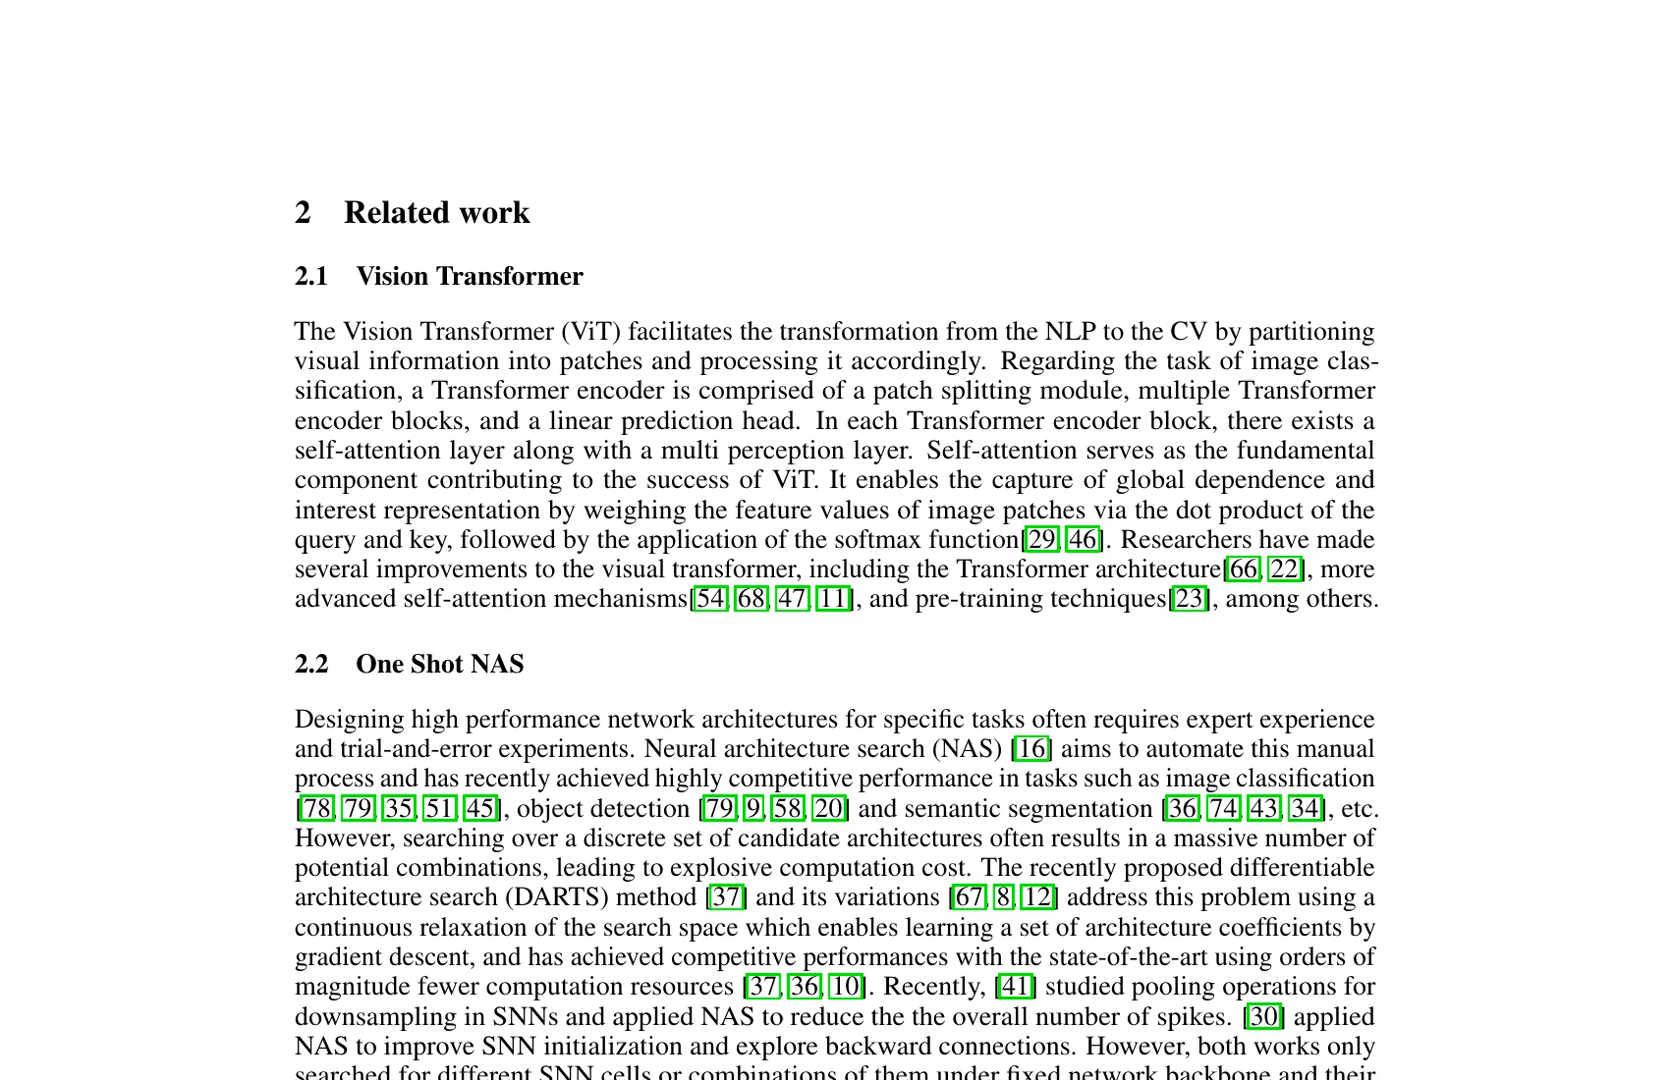 2 Related work
2.1 Vision Transformer
The Vision Transformer (ViT) facilitates the transformation from the NLP to the CV by partitioning
visual information into patches and processing it accordingly. Regarding the task of image clas-
sification, a Transformer encoder is comprised of a patch splitting module, multiple Transformer
encoder blocks, and a linear prediction head. In each Transformer encoder block, there exists a
self-attention layer along with a multi perception layer. Self-attention serves as the fundamental
component contributing to the success of ViT. It enables the capture of global dependence and
interest representation by weighing the feature values of image patches via the dot product of the
query and key, followed by the application of the softmax function[29, 46]. Researchers have made
several improvements to the visual transformer, including the Transformer architecture[66, 22], more
advanced self-attention mechanisms[54, 68, 47, 11], and pre-training techniques[23], among others.
2.2 One Shot NAS
Designing high performance network architectures for specific tasks often requires expert experience
and trial-and-error experiments. Neural architecture search (NAS) [16] aims to automate this manual
process and has recently achieved highly competitive performance in tasks such as image classification
[78, 79, 35, 51, 45], object detection [79, 9, 58, 20] and semantic segmentation [36, 74, 43, 34], etc.
However, searching over a discrete set of candidate architectures often results in a massive number of
potential combinations, leading to explosive computation cost. The recently proposed differentiable
architecture search (DARTS) method [37] and its variations [67, 8, 12] address this problem using a
continuous relaxation of the search space which enables learning a set of architecture coefficients by
gradient descent, and has achieved competitive performances with the state-of-the-art using orders of
magnitude fewer computation resources [37, 36, 10]. Recently, [41] studied pooling operations for
downsampling in SNNs and applied NAS to reduce the the overall number of spikes. [30] applied
NAS to improve SNN initialization and explore backward connections. However, both works only
searched for different SNN cells or combinations of them under fixed network backbone and their